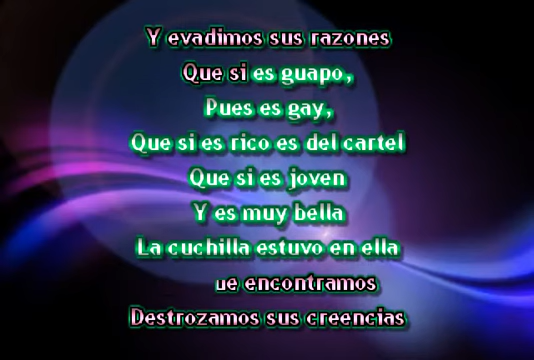 Y evadimos sus razones
Que si es guapo,
Pues es gay,
Que si es rico es del cartel
Que si es joven
Y es muy bella
La cuchilla estuvo en ella
encontramos
Destrozamos sus creencias